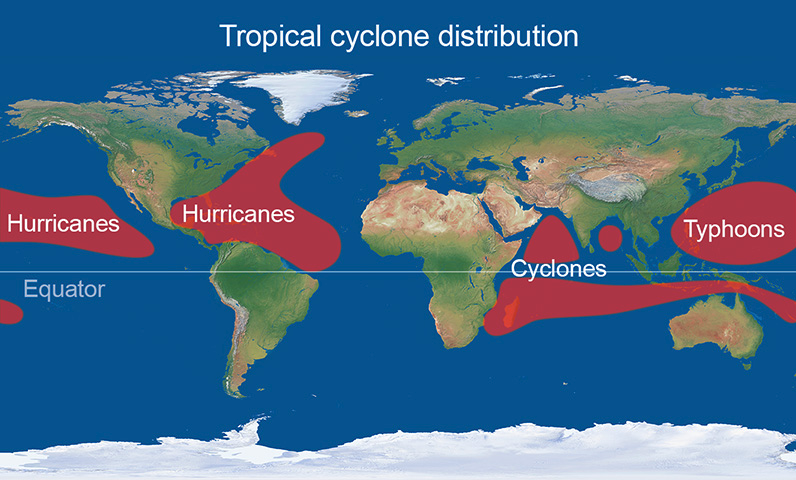 Tropical cyclone distribution
Hurricanes
Hurricanes
Typhoons
Cyclones
Equator